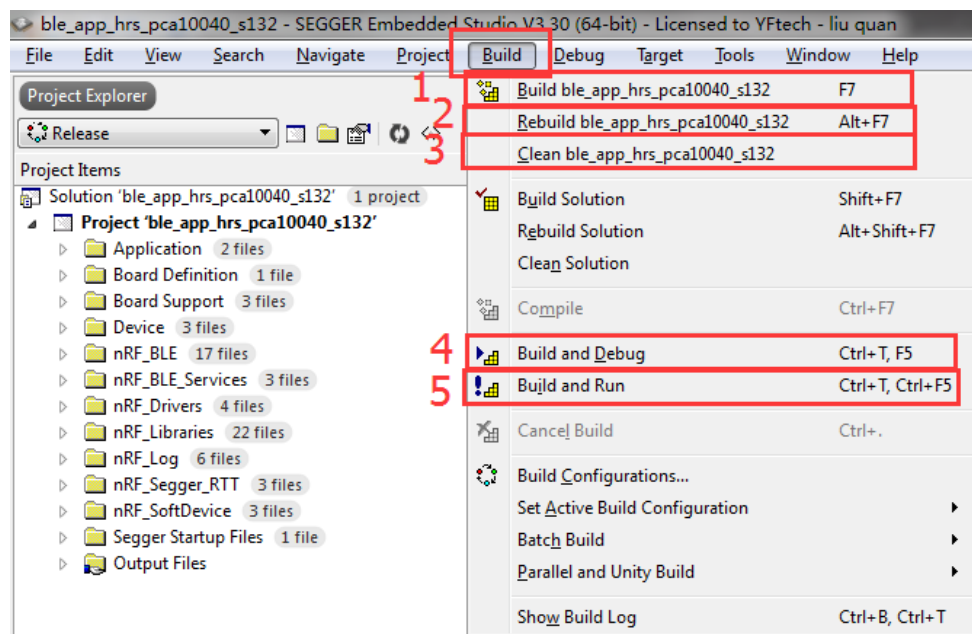 ble_app_hrs_pca10040_s132 - SEGGER Embedded Studio V3.30 (64-bit) - Licensed to YFtech - liu quan
File Edit View Search Navigate Project Build Debug Target Tools Window Help
Project Explorer
Release
Project Items
Solution 'ble_app_hrs_pca10040_s132' 1 project
Project 'ble_app_hrs_pca10040_s132'
Application 2 files
Board Definition 1 file
Board Support 3 files
Device 3 files
nRF_BLE 17 files
nRF_BLE_Services 3 files
nRF_Drivers 4 files
nRF_Libraries 22 files
nRF_Log 6 files
nRF_Segger_RTT 3 files
nRF_SoftDevice 3 files
Segger Startup Files 1 file
Output Files
1 Build ble_app_hrs_pca10040_s132 F7
2 Rebuild ble_app_hrs_pca10040_s132 Alt+F7
3 Clean ble_app_hrs_pca10040_s132
Build Solution Shift+F7
Rebuild Solution Alt+Shift+F7
Clean Solution
Compile Ctrl+F7
4 Build and Debug Ctrl+T, F5
5 Build and Run Ctrl+T, Ctrl+F5
Cancel Build Ctrl+.
Build Configurations...
Set Active Build Configuration
Batch Build
Parallel and Unity Build
Show Build Log Ctrl+B, Ctrl+T